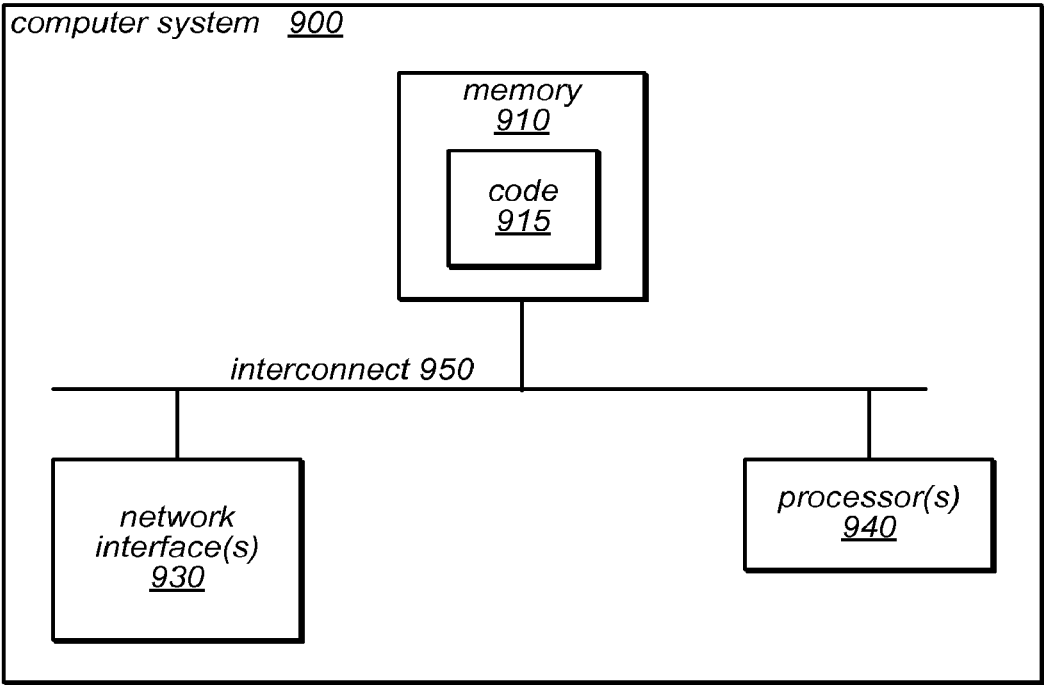 computer system 900
memory
910
code
915
interconnect 950
network
interface(s)
930
processor(s)
940